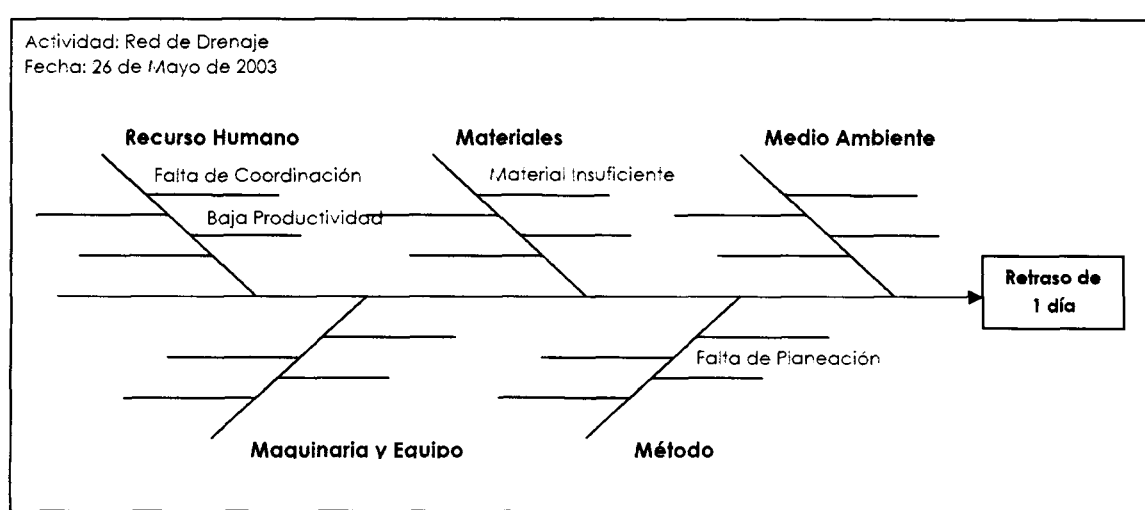 Actividad: Red de Drenaje
Fecha: 26 de Mayo de 2003
Recurso Humano
Materiales
Medio Ambiente
Falta de Coordinación
Material Insuficiente
Baja Productividad
Retraso de
1 día
Falta de Planeación
Maquinaria y Equipo
Método